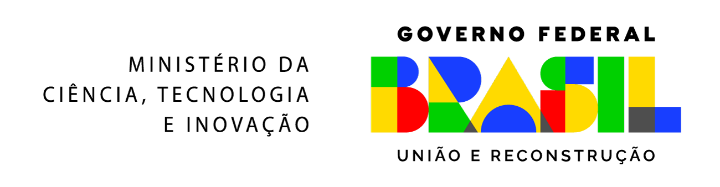 MINISTÉRIO DA
CIÊNCIA, TECNOLOGIA
E INOVAÇÃO
GOVERNO FEDERAL
BRASIL
UNIÃO E RECONSTRUÇÃO